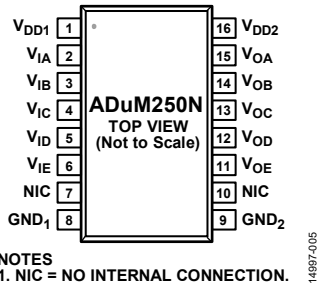 VDD1 1 16 VDD2
VIA 2 15 VOA
VIB 3 14 VOB
VIC 4 ADuM250N 13 VOC
TOP VIEW
VID 5 (Not to Scale) 12 VOD
VIE 6 11 VOE
NIC 7 10 NIC
GND1 8 9 GND2
NOTES
1. NIC = NO INTERNAL CONNECTION.
14997-005